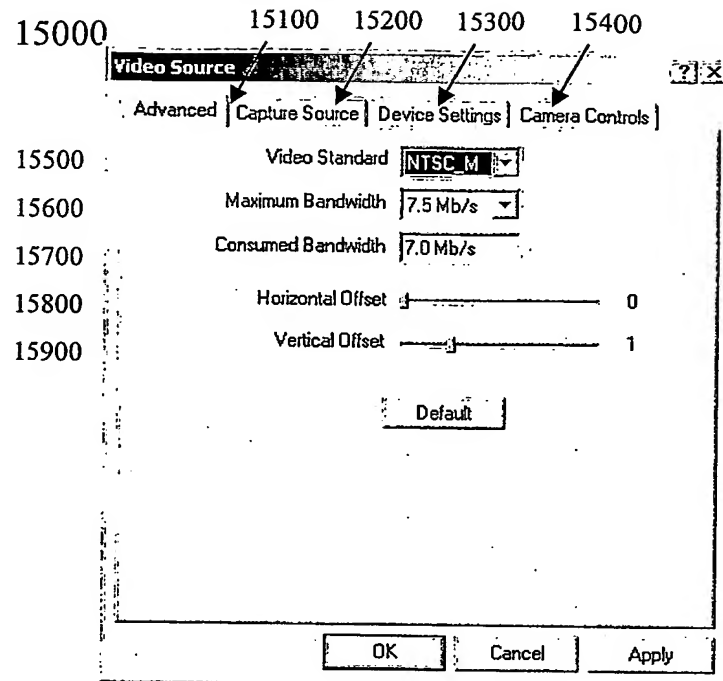 15000 15100 15200 15300 15400
Video Source ? X
Advanced Capture Source Device Settings Camera Controls
15500 Video Standard NTSC_M
15600 Maximum Bandwidth 7.5 Mb/s
15700 Consumed Bandwidth 7.0 Mb/s
15800 Horizontal Offset 0
15900 Vertical Offset 1
Default
OK Cancel Apply